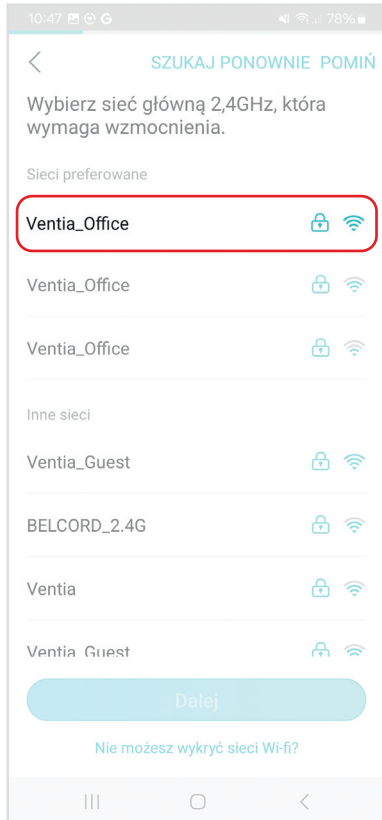 10:47 G 78%
SZUKAJ PONOWNIE POMIŃ
Wybierz sieć główną 2,4GHz, która
wymaga wzmocnienia.
Sieci preferowane
Ventia_Office
Ventia_Office
Ventia_Office
Inne sieci
Ventia_Guest
BELCORD_2.4G
Ventia
Ventia_Guest
Dalej
Nie możesz wykryć sieci Wi-fi?